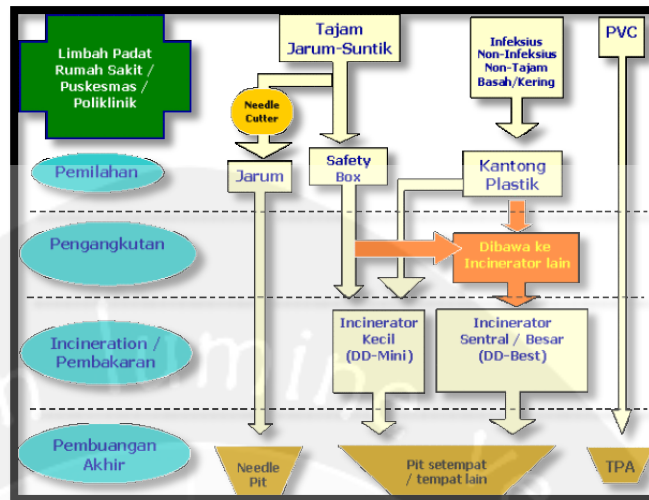 Limbah Padat
Rumah Sakit /
Puskesmas /
Poliklinik
Tajam
Jarum-Suntik
Infeksius
Non-Infeksius
Non-Tajam
Basah/Kering
PVC
Needle
Cutter
Pemilahan
Jarum
Safety
Box
Kantong
Plastik
Pengangkutan
Dibawa ke
Incinerator lain
Incineration /
Pembakaran
Incinerator
Kecil
(DD-Mini)
Incinerator
Sentral / Besar
(DD-Best)
Pembuangan
Akhir
Needle
Pit
Pit setempat
/ tempat lain
TPA